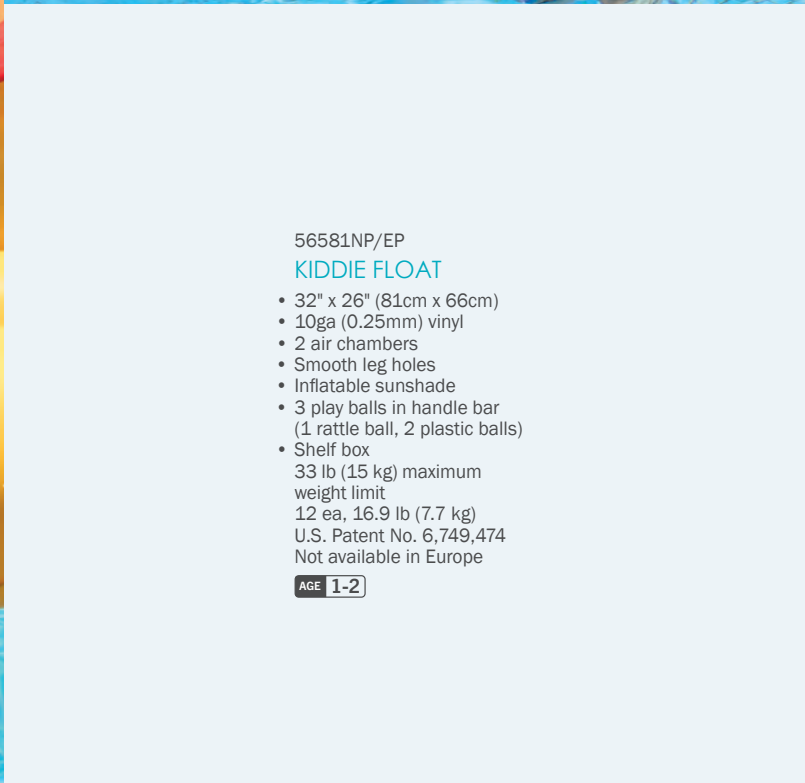 56581NP/EP
KIDDIE FLOAT
• 32" x 26" (81cm x 66cm)
• 10ga (0.25mm) vinyl
• 2 air chambers
• Smooth leg holes
• Inflatable sunshade
• 3 play balls in handle bar
(1 rattle ball, 2 plastic balls)
• Shelf box
33 lb (15 kg) maximum
weight limit
12 ea, 16.9 lb (7.7 kg)
U.S. Patent No. 6,749,474
Not available in Europe
AGE 1-2